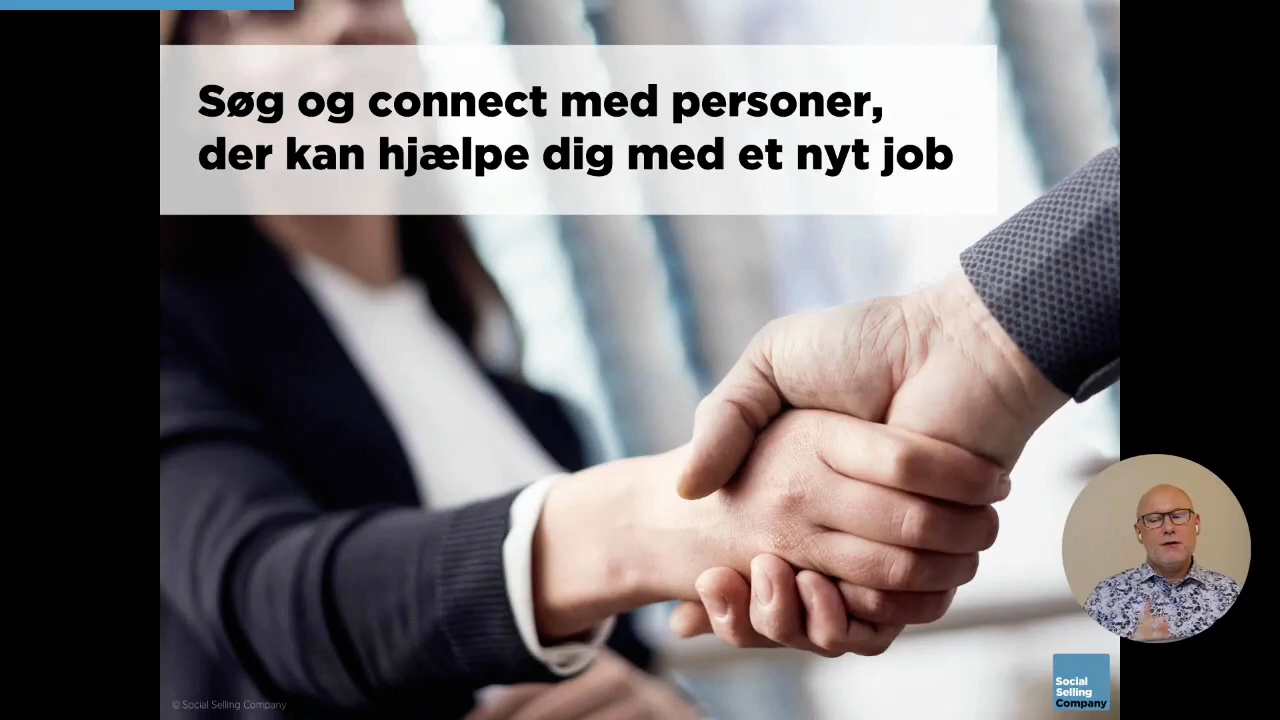 Søg og connect med personer,
der kan hjælpe dig med et nyt job
© Social Selling Company
Social
Selling
Company